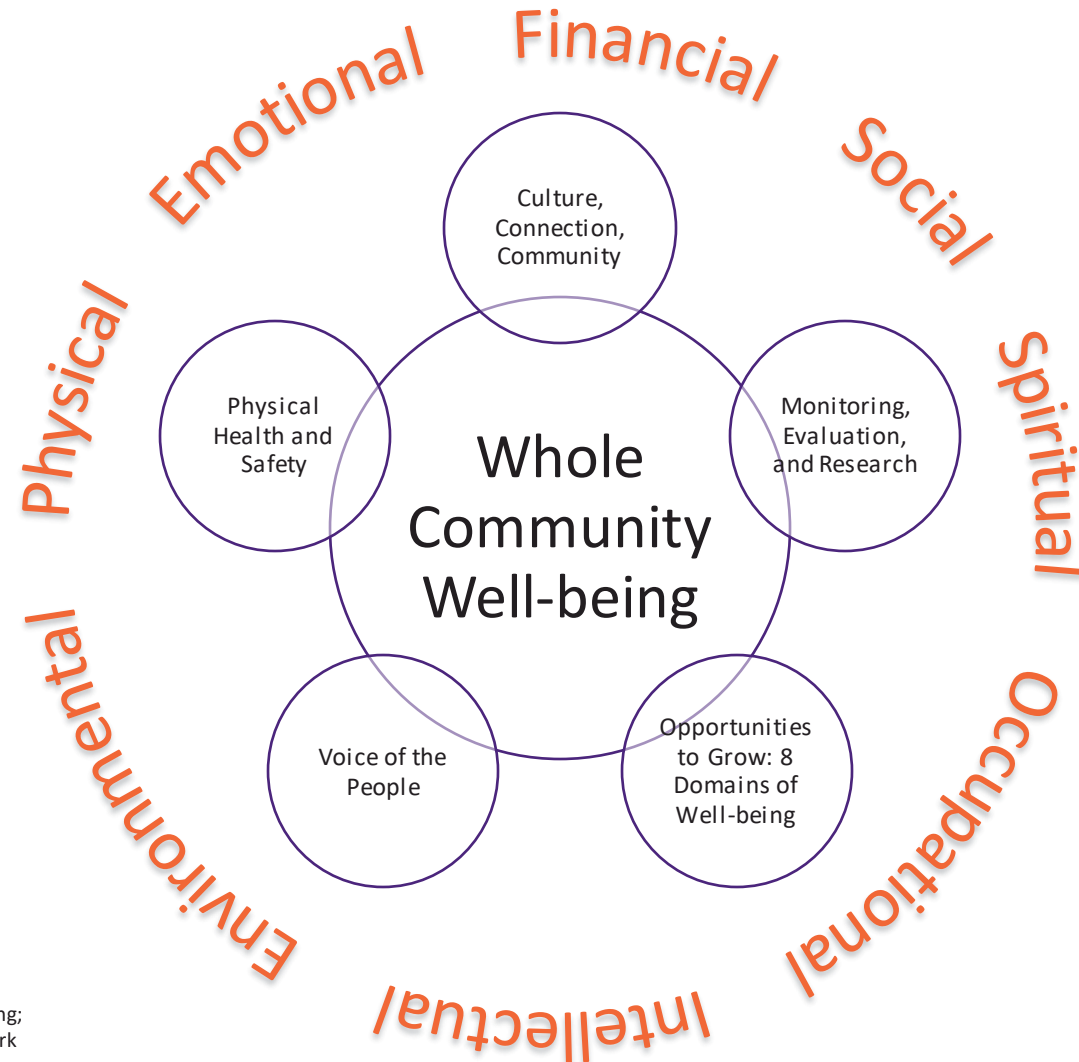 Emotional
Financial
Social
Spiritual
Occupational
Intellectual
Environmental
Physical
Culture,
Connection,
Community
Monitoring,
Evaluation,
and Research
Opportunities
to Grow: 8
Domains of
Well-being
Voice of the
People
Physical
Health and
Safety
Whole
Community
Well-being